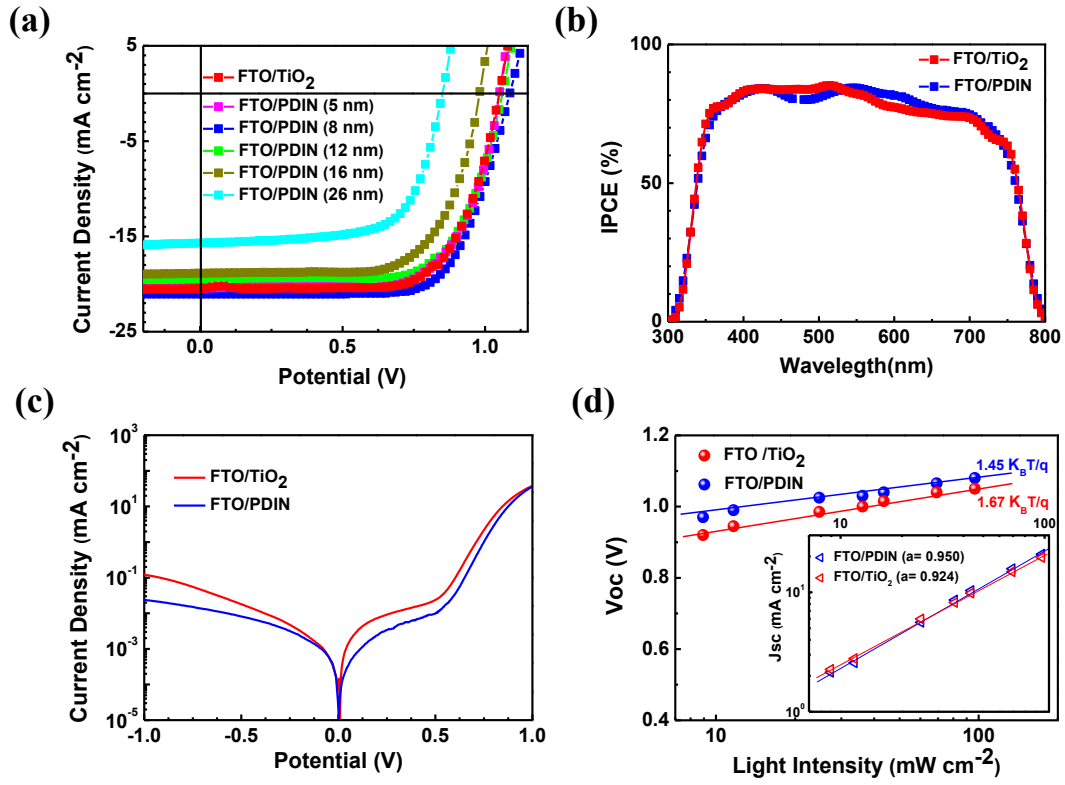 (a)
Current Density (mA cm-2)
5
-5
-15
-25
FTO/TiO2
FTO/PDIN (5 nm)
FTO/PDIN (8 nm)
FTO/PDIN (12 nm)
FTO/PDIN (16 nm)
FTO/PDIN (26 nm)
0.0 0.5 1.0
Potential (V)
(b)
IPCE (%)
100
50
0
FTO/TiO2
FTO/PDIN
300 400 500 600 700 800
Wavelegth(nm)
(c)
Current Density (mA cm-2)
10^3
10^1
10^-1
10^-3
10^-5
FTO/TiO2
FTO/PDIN
-1.0 -0.5 0.0 0.5 1.0
Potential (V)
(d)
Voc (V)
1.2
1.0
0.8
0.6
0.4
FTO /TiO2
FTO/PDIN
1.45 KBT/q
1.67 KBT/q
10 100
Jsc (mA cm-2)
10^1
10^0
FTO/PDIN (a= 0.950)
FTO/TiO2 (a= 0.924)
10 100
Light Intensity (mW cm-2)